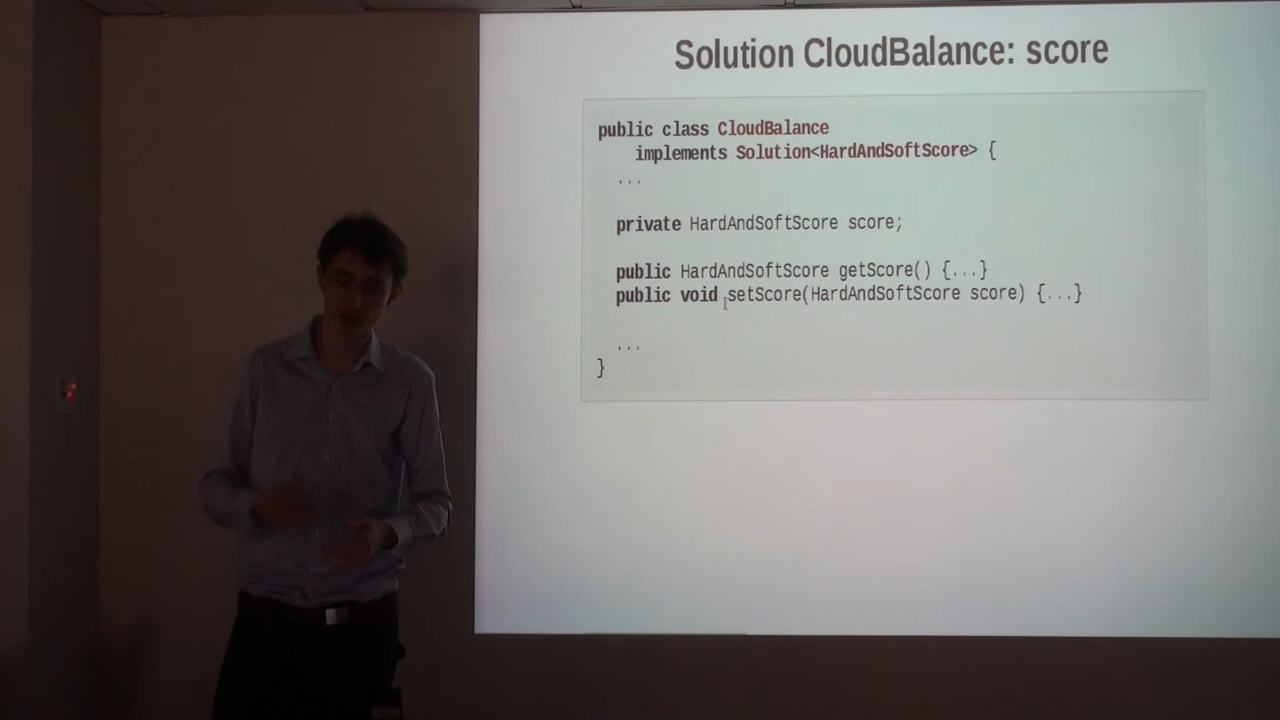 Solution CloudBalance: score
public class CloudBalance
implements Solution<HardAndSoftScore> {
...
private HardAndSoftScore score;
public HardAndSoftScore getScore() {...}
public void setScore(HardAndSoftScore score) {...}
...
}